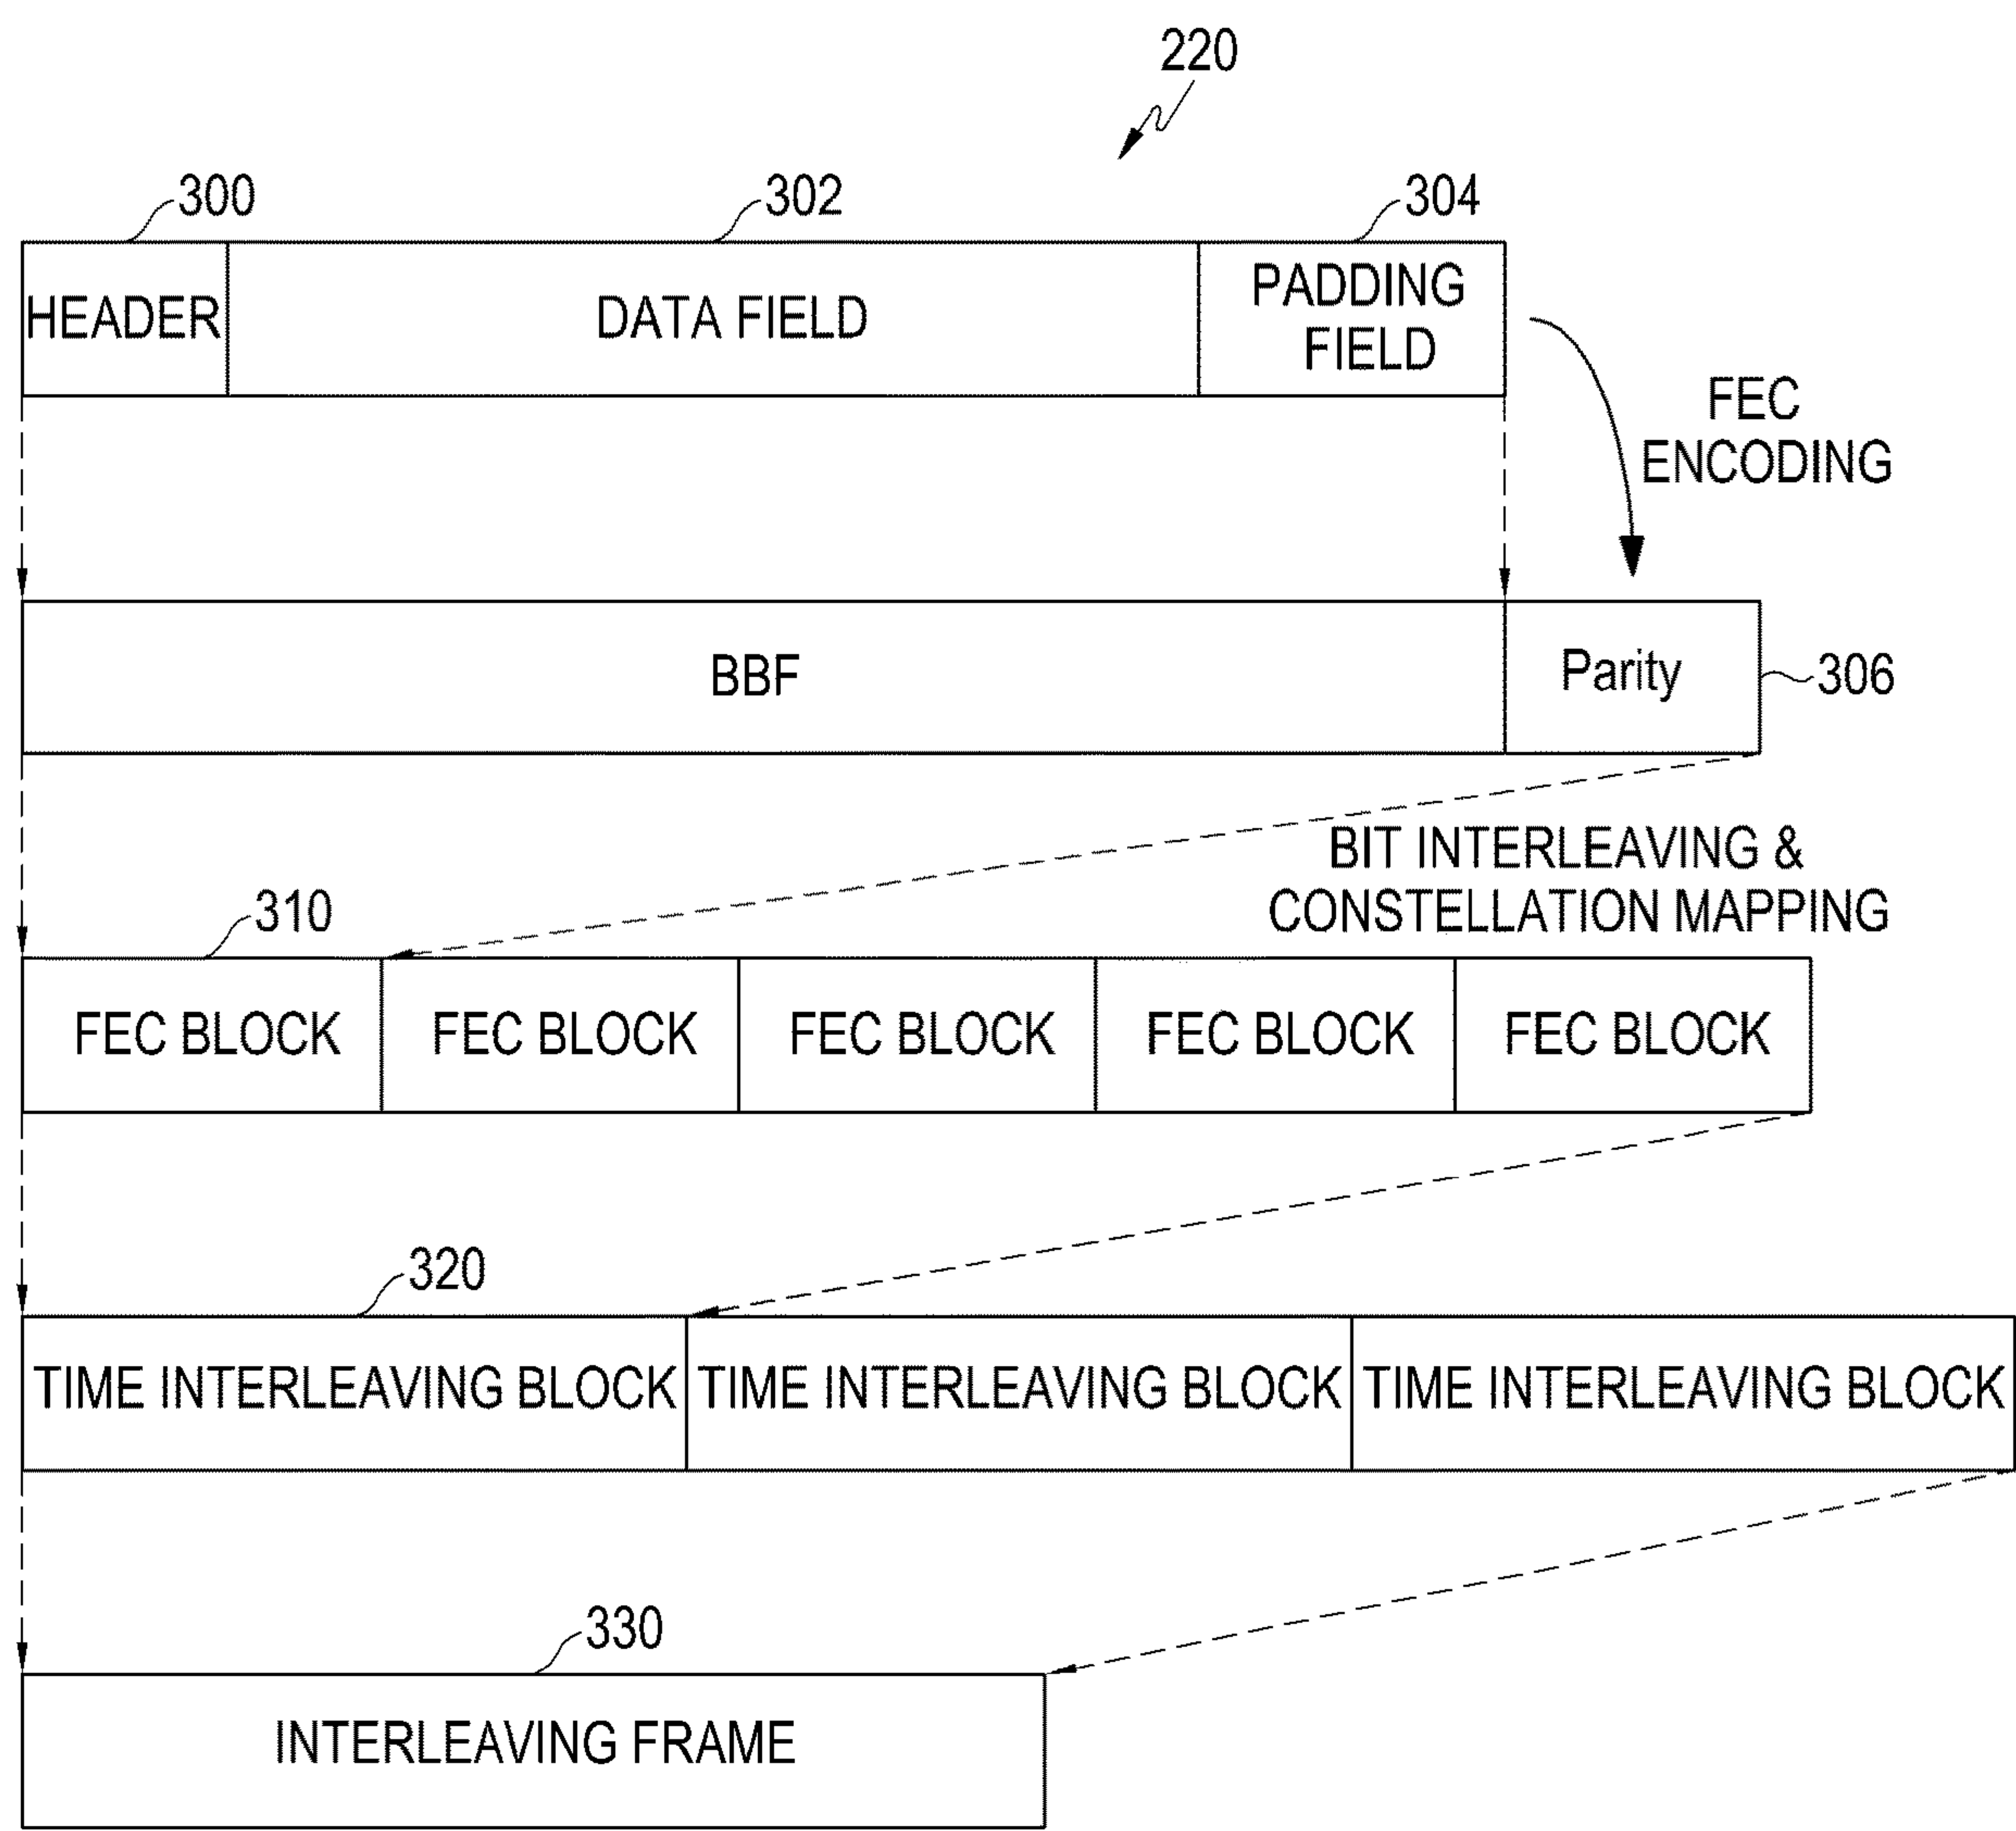 220
300
302
304
HEADER
DATA FIELD
PADDING
FIELD
FEC
ENCODING
BBF
Parity
306
BIT INTERLEAVING &
CONSTELLATION MAPPING
310
FEC BLOCK FEC BLOCK FEC BLOCK FEC BLOCK FEC BLOCK
320
TIME INTERLEAVING BLOCK TIME INTERLEAVING BLOCK TIME INTERLEAVING BLOCK
330
INTERLEAVING FRAME